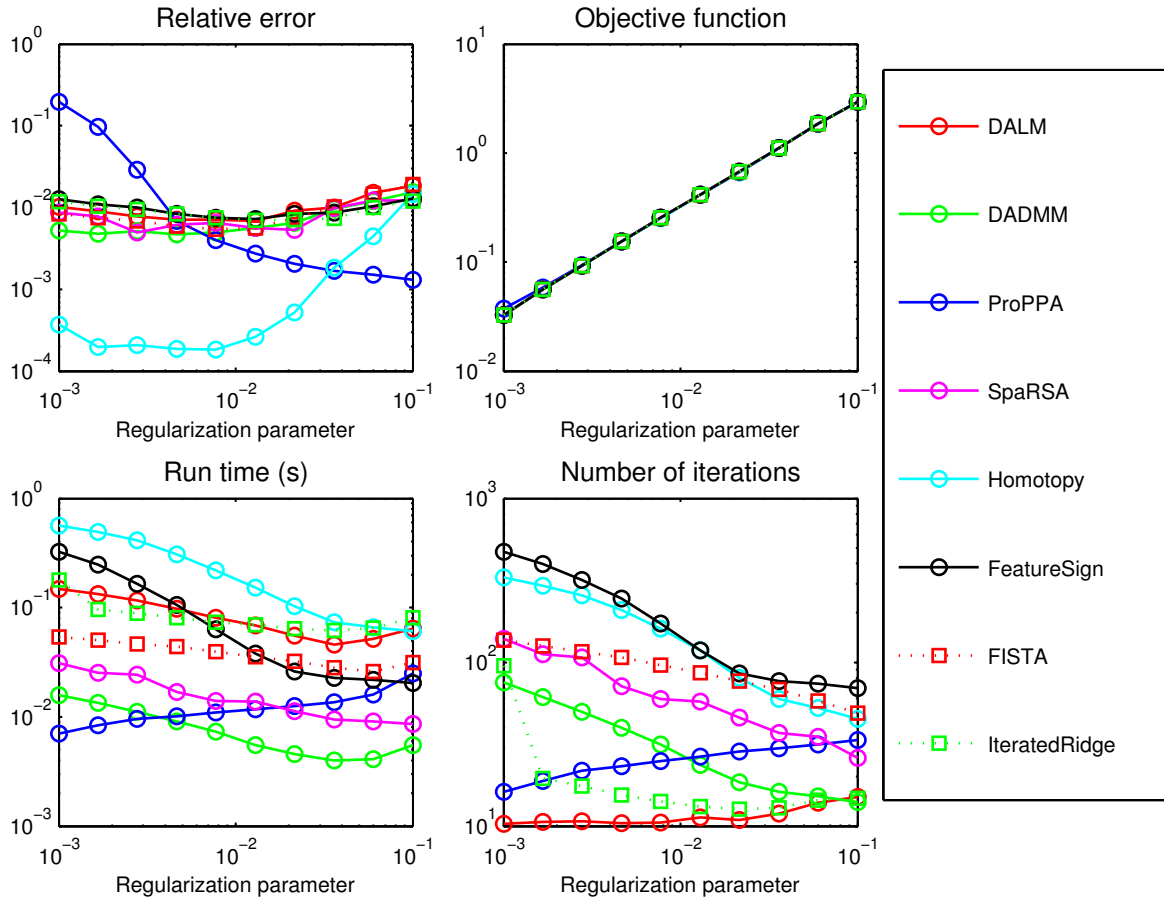 Relative error
10^0
10^−1
10^−2
10^−3
10^−4
10^−3
10^−2
10^−1
Regularization parameter
Objective function
10^1
10^0
10^−1
10^−2
10^−3
10^−2
10^−1
Regularization parameter
Run time (s)
10^0
10^−1
10^−2
10^−3
10^−3
10^−2
10^−1
Regularization parameter
Number of iterations
10^3
10^2
10^1
10^−3
10^−2
10^−1
Regularization parameter
DALM
DADMM
ProPPA
SpaRSA
Homotopy
FeatureSign
FISTA
IteratedRidge